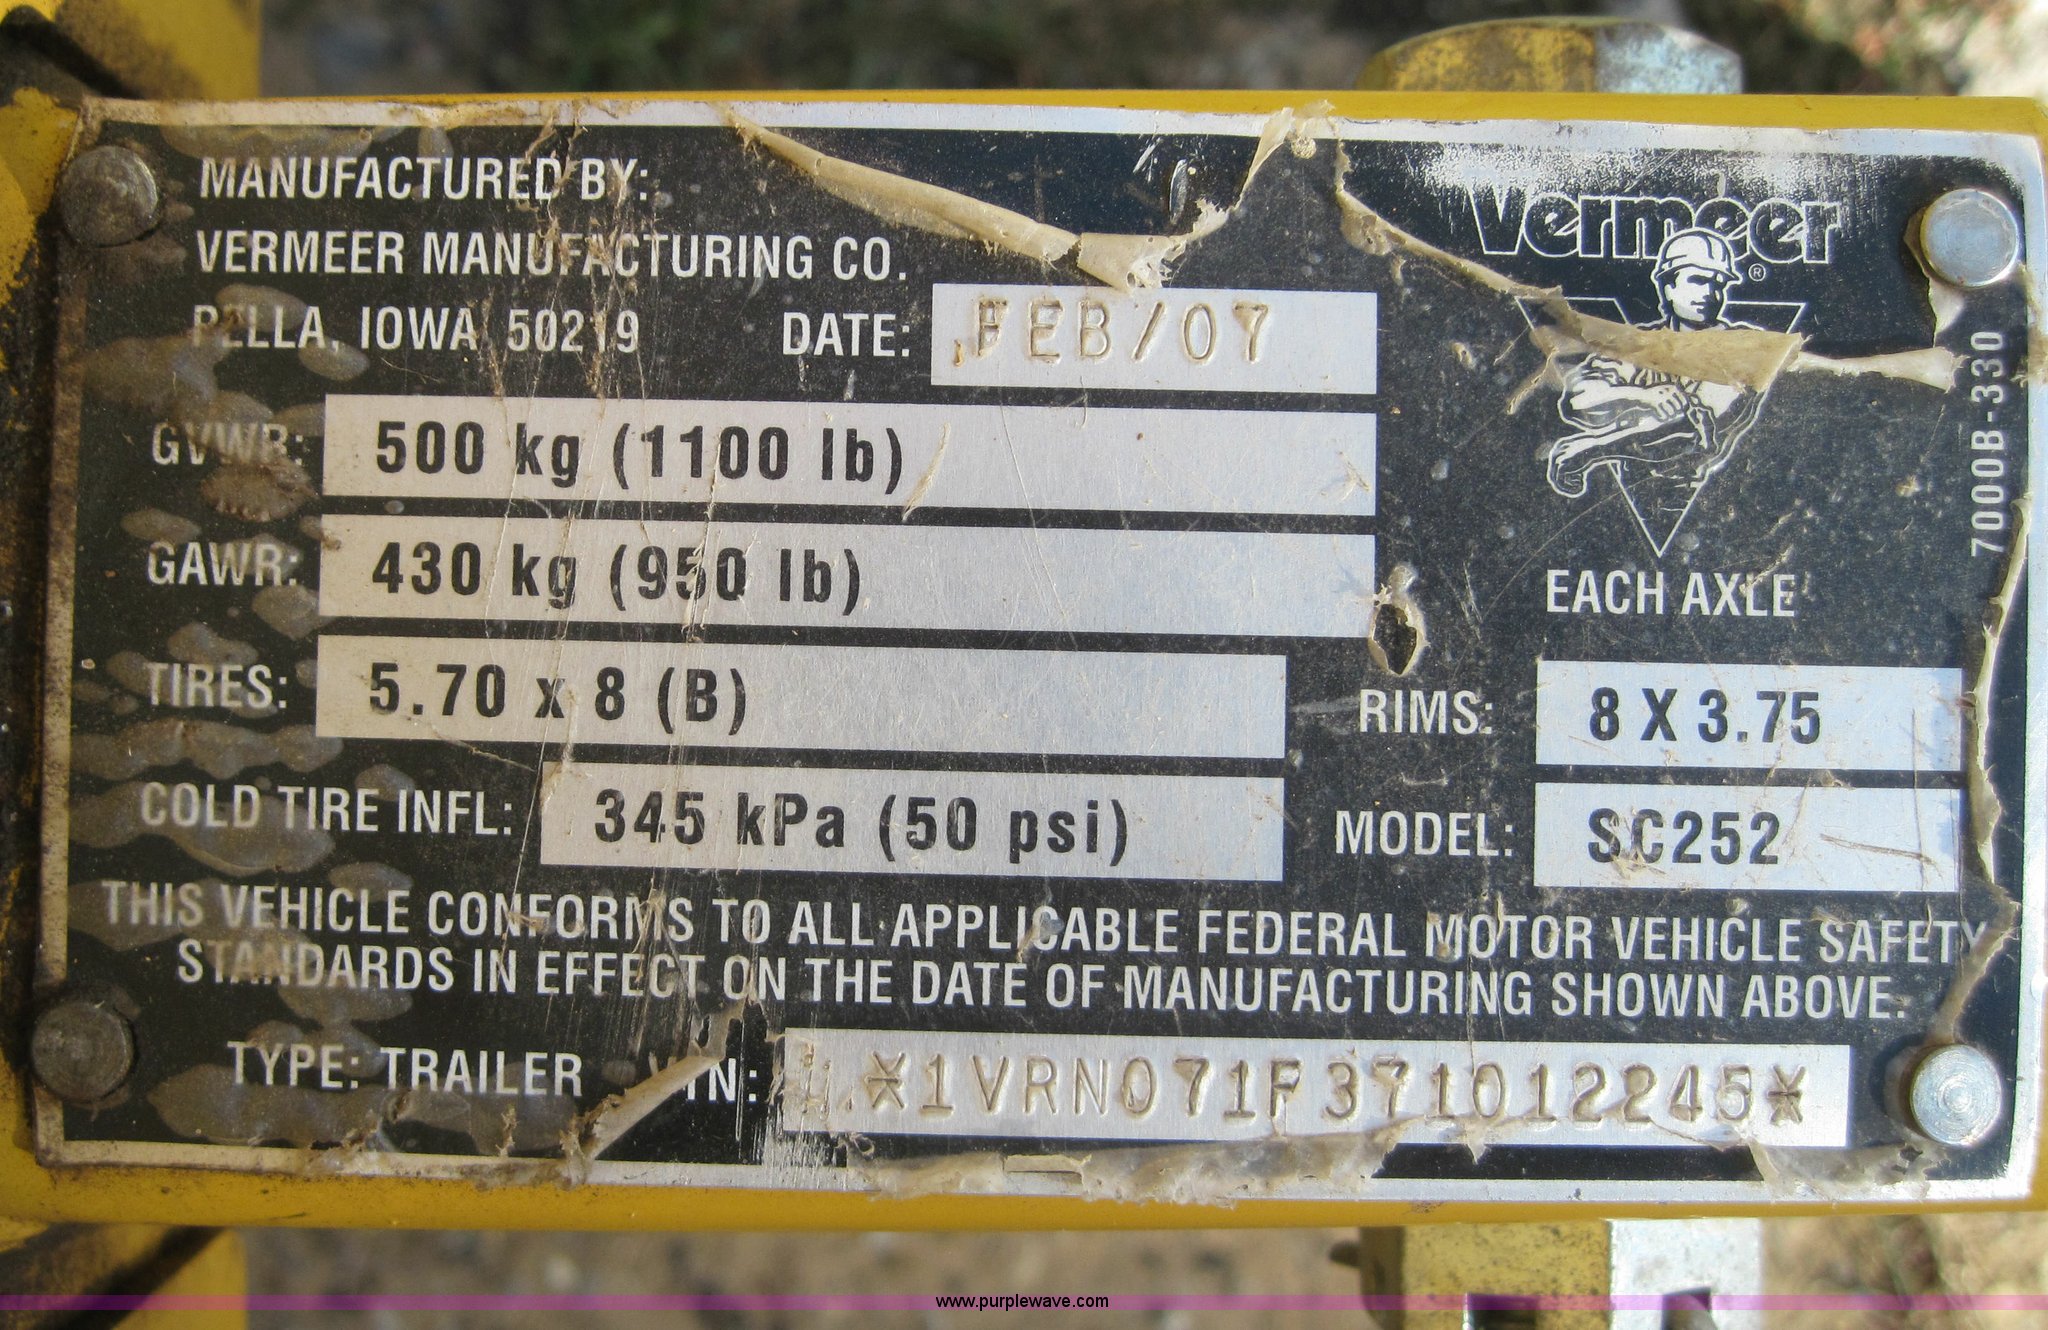 MANUFACTURED BY:
VERMEER MANUFACTURING CO.
PELLA, IOWA 50219 DATE: FEB/07
Vermeer ®
7000B-330
GVWR: 500 kg (1100 lb)
GAWR: 430 kg (950 lb) EACH AXLE
TIRES: 5.70 x 8 (B) RIMS: 8 X 3.75
COLD TIRE INFL: 345 kPa (50 psi) MODEL: SC252
THIS VEHICLE CONFORMS TO ALL APPLICABLE FEDERAL MOTOR VEHICLE SAFETY
STANDARDS IN EFFECT ON THE DATE OF MANUFACTURING SHOWN ABOVE.
TYPE: TRAILER VIN: *1VRN071F371012245*
www.purplewave.com